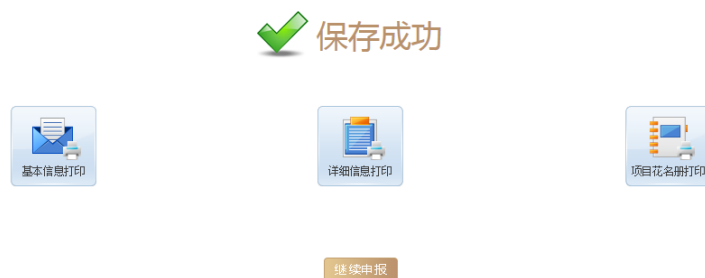 保存成功
基本信息打印
详细信息打印
项目花名册打印
继续申报